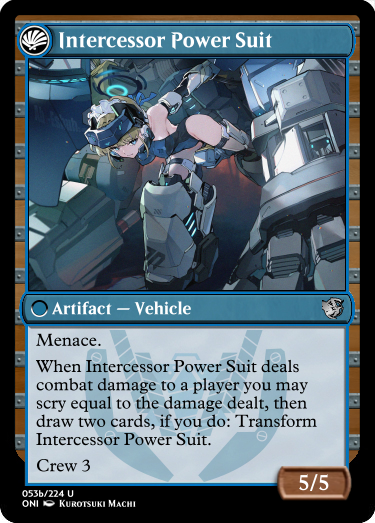 Intercessor Power Suit
Artifact — Vehicle
Menace.
When Intercessor Power Suit deals
combat damage to a player you may
scry equal to the damage dealt, then
draw two cards, if you do: Transform
Intercessor Power Suit.
Crew 3
5/5
053b/224 U
ONI Kurotsuki Machi